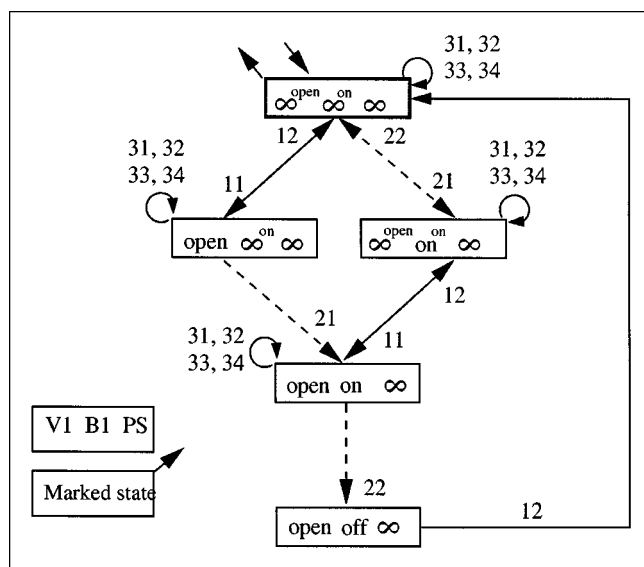 31, 32
33, 34
∞^open ∞^on ∞
12
22
31, 32
33, 34
31, 32
33, 34
11
21
open ∞^on ∞
∞^open on^on ∞
21
12
31, 32
33, 34
11
open on ∞
V1 B1 PS
Marked state
22
12
open off ∞